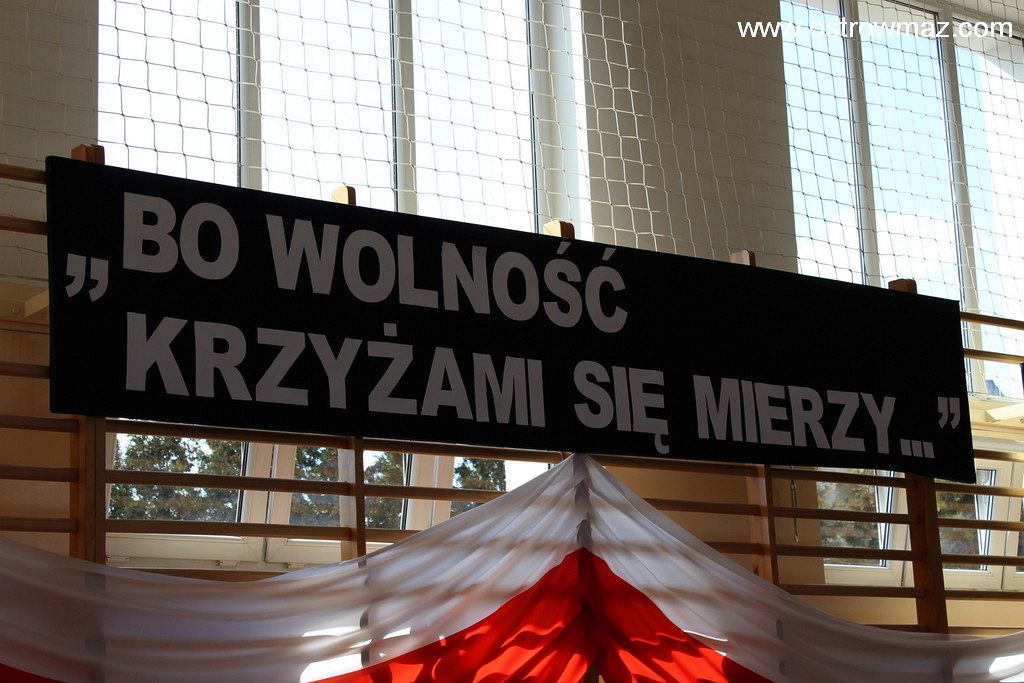 www.ostrowmaz.com
„BO WOLNOŚĆ
KRZYŻAMI SIĘ MIERZY...”